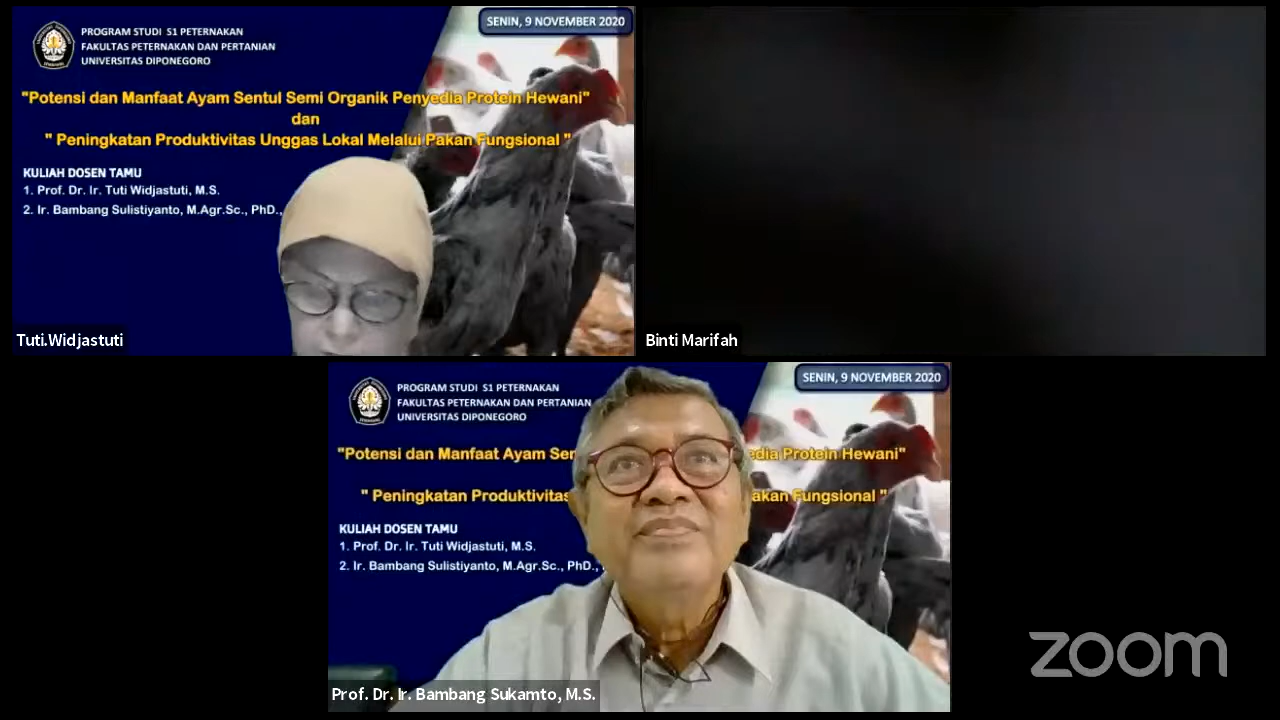 SENIN, 9 NOVEMBER 2020
PROGRAM STUDI S1 PETERNAKAN
FAKULTAS PETERNAKAN DAN PERTANIAN
UNIVERSITAS DIPONEGORO
"Potensi dan Manfaat Ayam Sentul Semi Organik Penyedia Protein Hewani"
dan
" Peningkatan Produktivitas Unggas Lokal Melalui Pakan Fungsional "
KULIAH DOSEN TAMU
1. Prof. Dr. Ir. Tuti Widjastuti, M.S.
2. Ir. Bambang Sulistiyanto, M.Agr.Sc., PhD.,
Tuti.Widjastuti
Binti Marifah
SENIN, 9 NOVEMBER 2020
PROGRAM STUDI S1 PETERNAKAN
FAKULTAS PETERNAKAN DAN PERTANIAN
UNIVERSITAS DIPONEGORO
"Potensi dan Manfaat Ayam Sen edia Protein Hewani"
" Peningkatan Produktivitas akan Fungsional "
KULIAH DOSEN TAMU
1. Prof. Dr. Ir. Tuti Widjastuti, M.S.
2. Ir. Bambang Sulistiyanto, M.Agr.Sc., PhD.,
Prof. Dr. Ir. Bambang Sukamto, M.S.
zoom